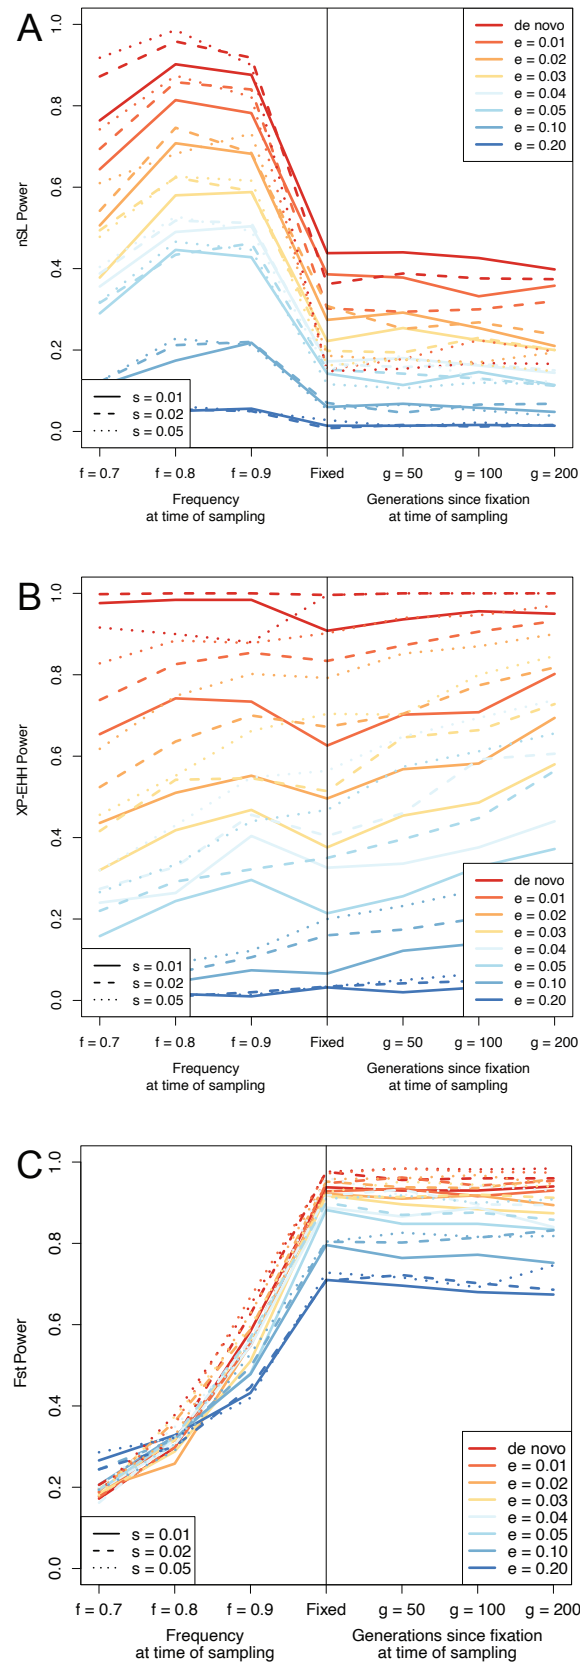 A
1.0
0.8
0.6
0.4
0.2
0.0
nSL Power
de novo
e = 0.01
e = 0.02
e = 0.03
e = 0.04
e = 0.05
e = 0.10
e = 0.20
s = 0.01
s = 0.02
s = 0.05
f = 0.7 f = 0.8 f = 0.9 Fixed g = 50 g = 100 g = 200
Frequency
at time of sampling
Generations since fixation
at time of sampling
B
1.0
0.8
0.6
0.4
0.2
0.0
XP-EHH Power
de novo
e = 0.01
e = 0.02
e = 0.03
e = 0.04
e = 0.05
e = 0.10
e = 0.20
s = 0.01
s = 0.02
s = 0.05
f = 0.7 f = 0.8 f = 0.9 Fixed g = 50 g = 100 g = 200
Frequency
at time of sampling
Generations since fixation
at time of sampling
C
1.0
0.8
0.6
0.4
0.2
0.0
Fst Power
de novo
e = 0.01
e = 0.02
e = 0.03
e = 0.04
e = 0.05
e = 0.10
e = 0.20
s = 0.01
s = 0.02
s = 0.05
f = 0.7 f = 0.8 f = 0.9 Fixed g = 50 g = 100 g = 200
Frequency
at time of sampling
Generations since fixation
at time of sampling